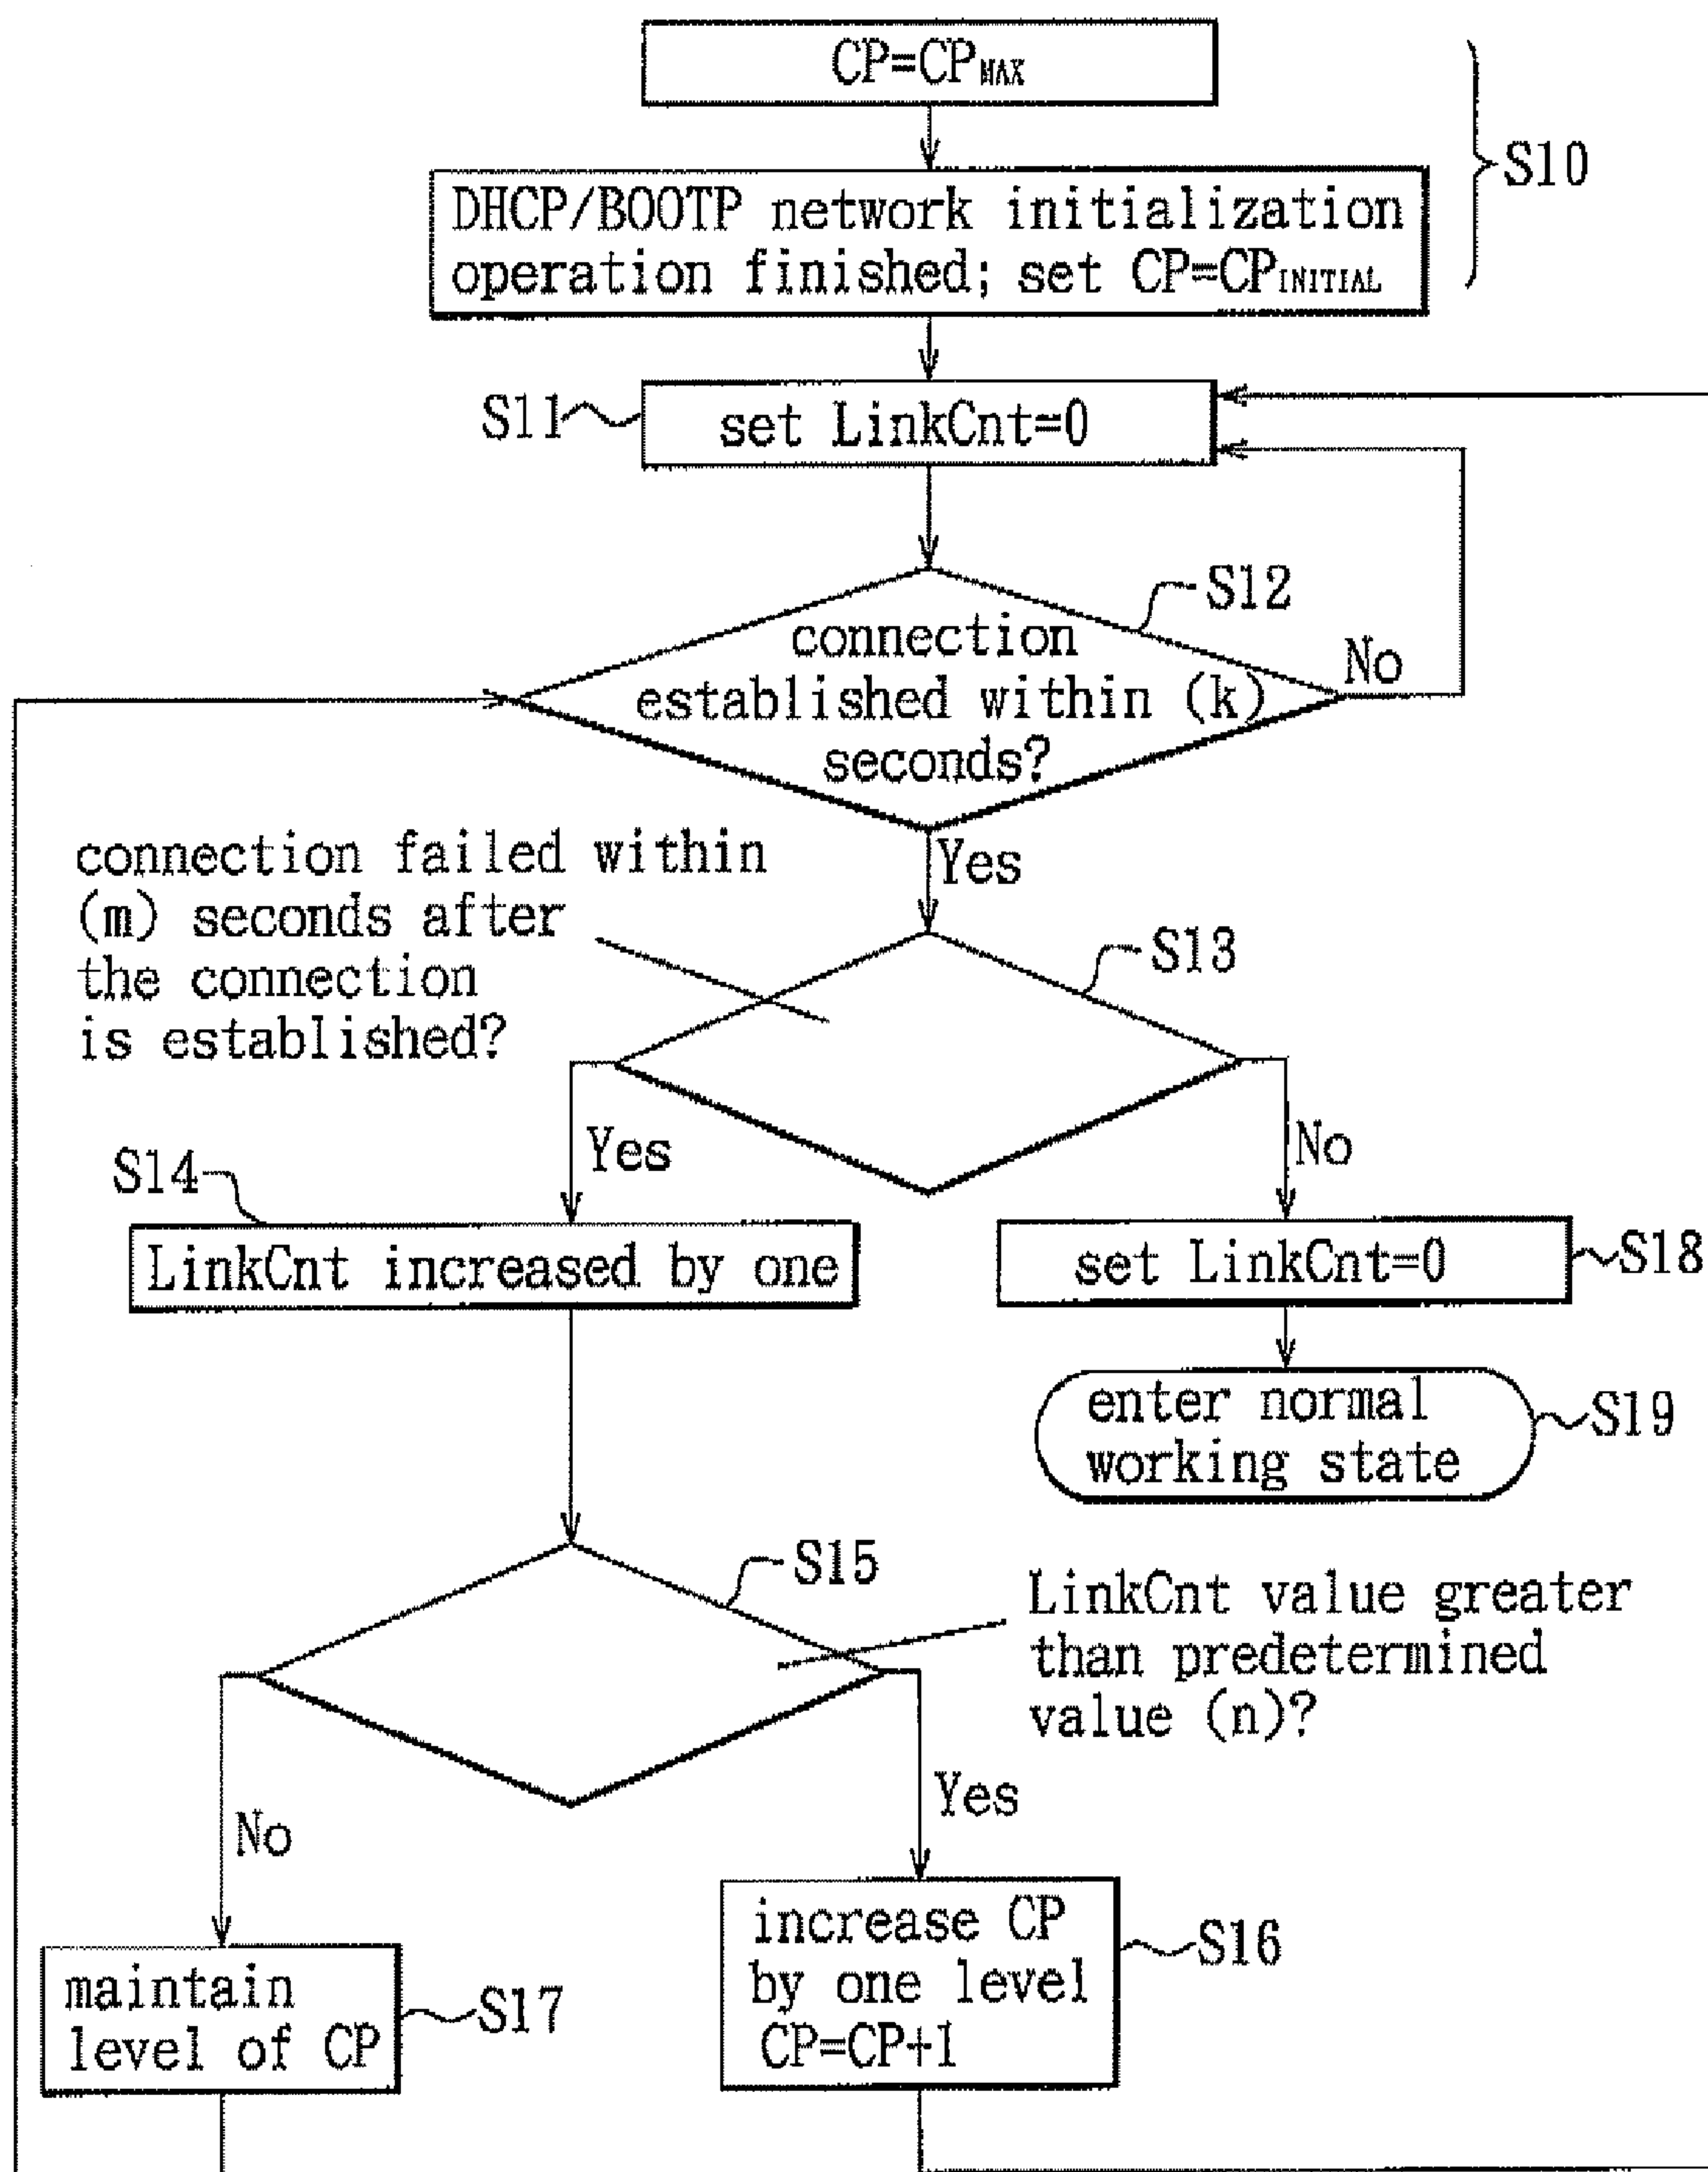 CP=CPMAX
S10
DHCP/BOOTP network initialization
operation finished; set CP=CPINITIAL
S11
set LinkCnt=0
S12
connection
established within (k)
seconds?
No
Yes
connection failed within
(m) seconds after
the connection
is established?
S13
Yes
No
S14
LinkCnt increased by one
set LinkCnt=0
S18
enter normal
working state
S19
S15
LinkCnt value greater
than predetermined
value (n)?
No
Yes
maintain
level of CP
S17
increase CP
by one level
CP=CP+1
S16